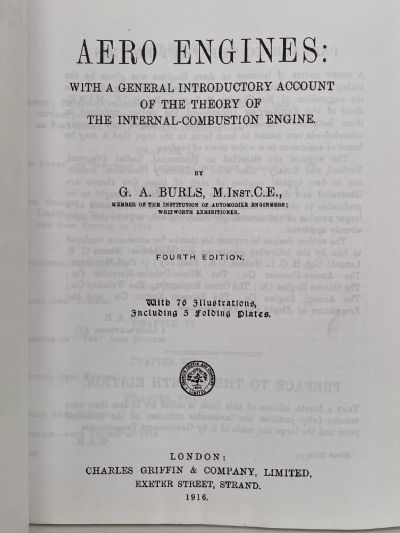 AERO ENGINES:
WITH A GENERAL INTRODUCTORY ACCOUNT
OF THE THEORY OF
THE INTERNAL-COMBUSTION ENGINE.
BY
G. A. BURLS, M.INST.C.E.,
MEMBER OF THE INSTITUTION OF AUTOMOBILE ENGINEERS;
WHITWORTH EXHIBITIONER.
FOURTH EDITION.
With 76 Illustrations,
Including 5 Folding Plates.
LONDON:
CHARLES GRIFFIN & COMPANY, LIMITED,
EXETER STREET, STRAND.
1916.